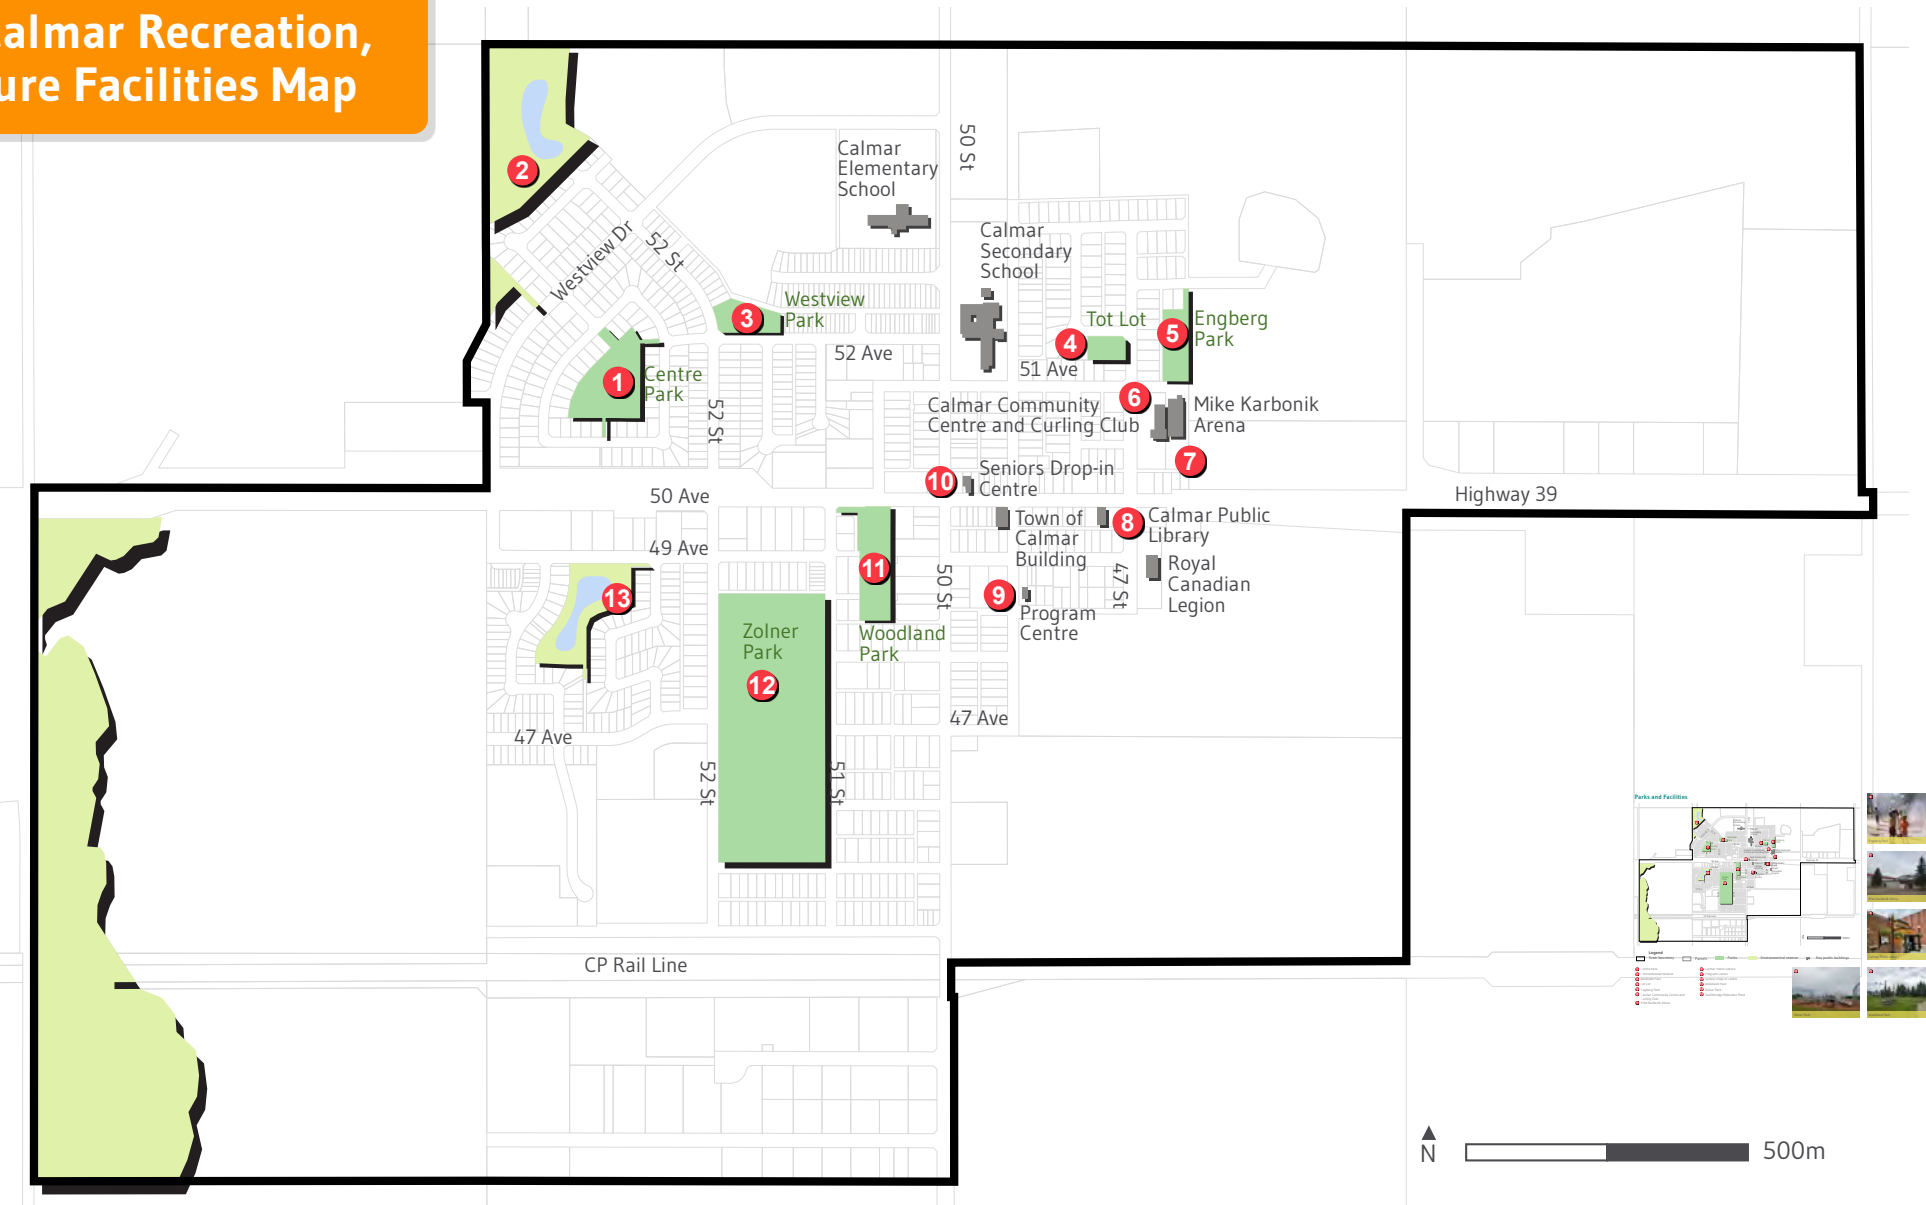 almar Recreation,
ure Facilities Map
50 St
Calmar
Elementary
School
2
Calmar
Secondary
School
Westview Dr
52 St
Westview
Park
3
Tot Lot
Engberg
Park
5
4
52 Ave
51 Ave
1
Centre
Park
52 St
6
Calmar Community
Centre and Curling Club
Mike Karbonik
Arena
7
Seniors Drop-in
Centre
10
50 Ave
Highway 39
Town of
Calmar
Building
8
Calmar Public
Library
49 Ave
11
Royal
Canadian
Legion
50 St
47 St
9
13
Program
Centre
Zolner
Park
Woodland
Park
12
47 Ave
47 Ave
52 St
51 St
Parks and Facilities
CP Rail Line
Legend
N
500m